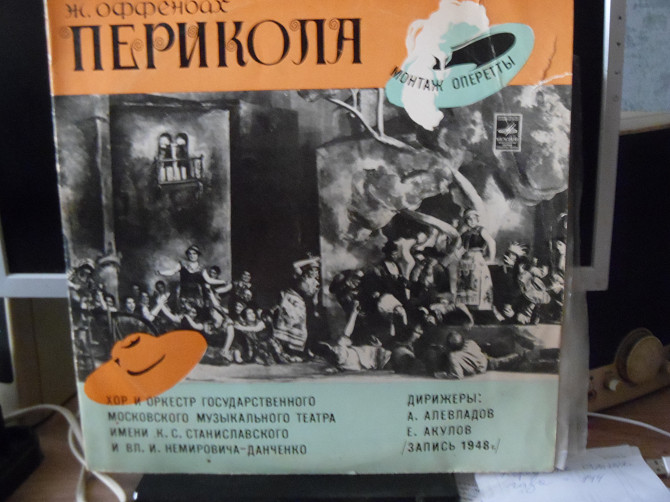 Ж. ОФФЕНБАХ
ПЕРИКОЛА
МОНТАЖ ОПЕРЕТТЫ
ХОР И ОРКЕСТР ГОСУДАРСТВЕННОГО
МОСКОВСКОГО МУЗЫКАЛЬНОГО ТЕАТРА
ИМЕНИ К. С. СТАНИСЛАВСКОГО
И ВЛ. И. НЕМИРОВИЧА-ДАНЧЕНКО
ДИРИЖЕРЫ:
А. АЛЕВЛАДОВ
Е. АКУЛОВ
/ЗАПИСЬ 1948г./